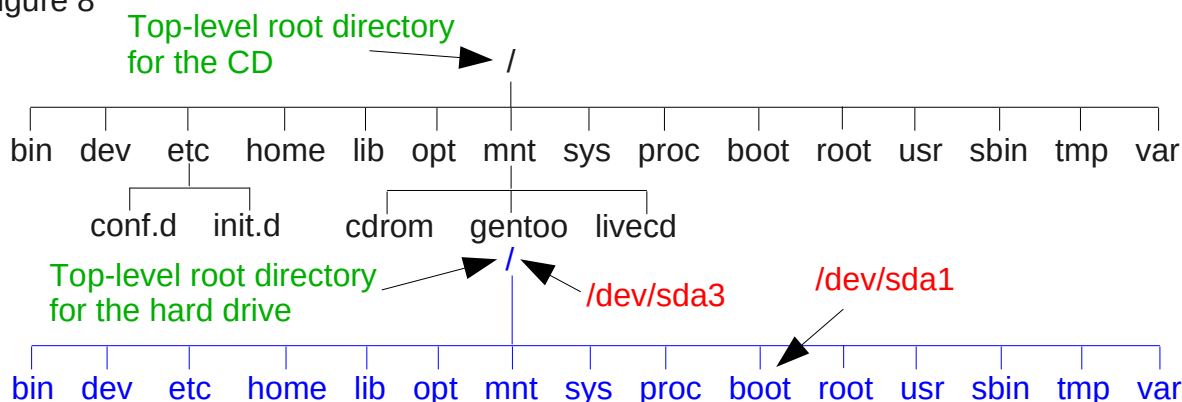 igure 8
Top-level root directory
for the CD
/
bin dev etc home lib opt mnt sys proc boot root usr sbin tmp var
conf.d init.d cdrom gentoo livecd
/
Top-level root directory
for the hard drive
/dev/sda3
/dev/sda1
bin dev etc home lib opt mnt sys proc boot root usr sbin tmp var